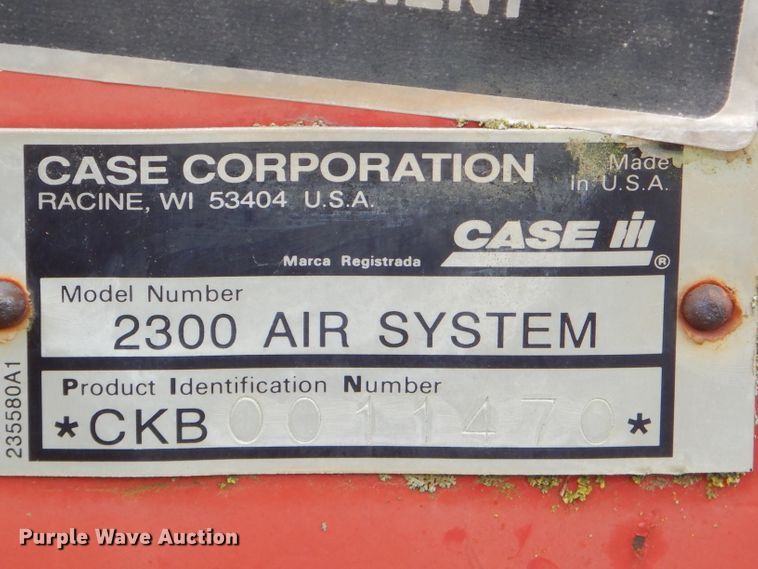 CASE CORPORATION
Made
in U.S.A.
RACINE, WI 53404 U.S.A.
CASE IH
Marca Registrada ®
Model Number
2300 AIR SYSTEM
Product Identification Number
*CKB0011470*
235580A1
Purple Wave Auction